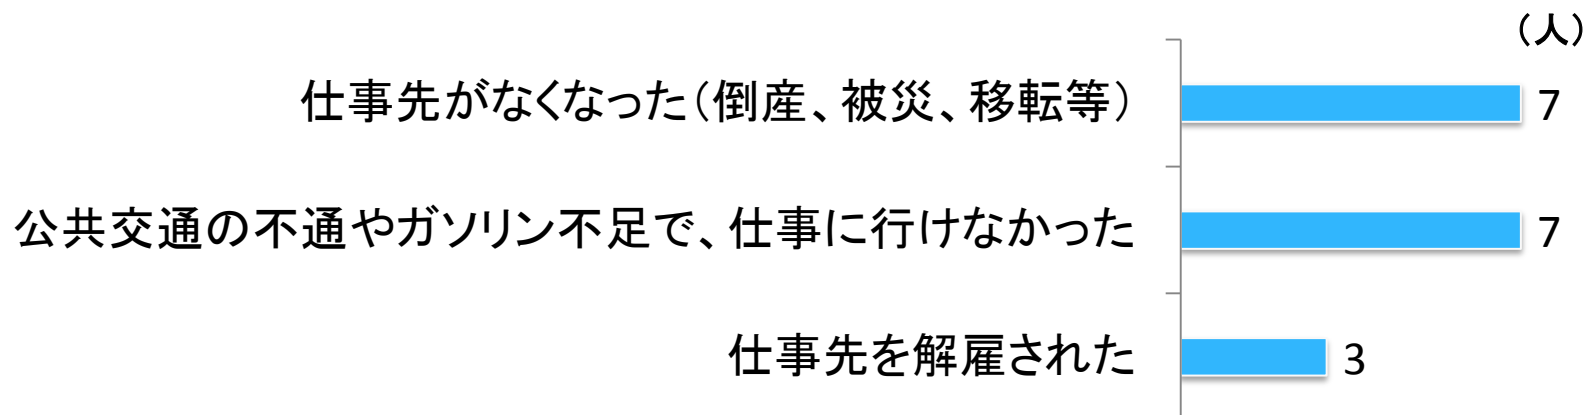 （人）
仕事先がなくなった（倒産、被災、移転等） 7
公共交通の不通やガソリン不足で、仕事に行けなかった 7
仕事先を解雇された 3